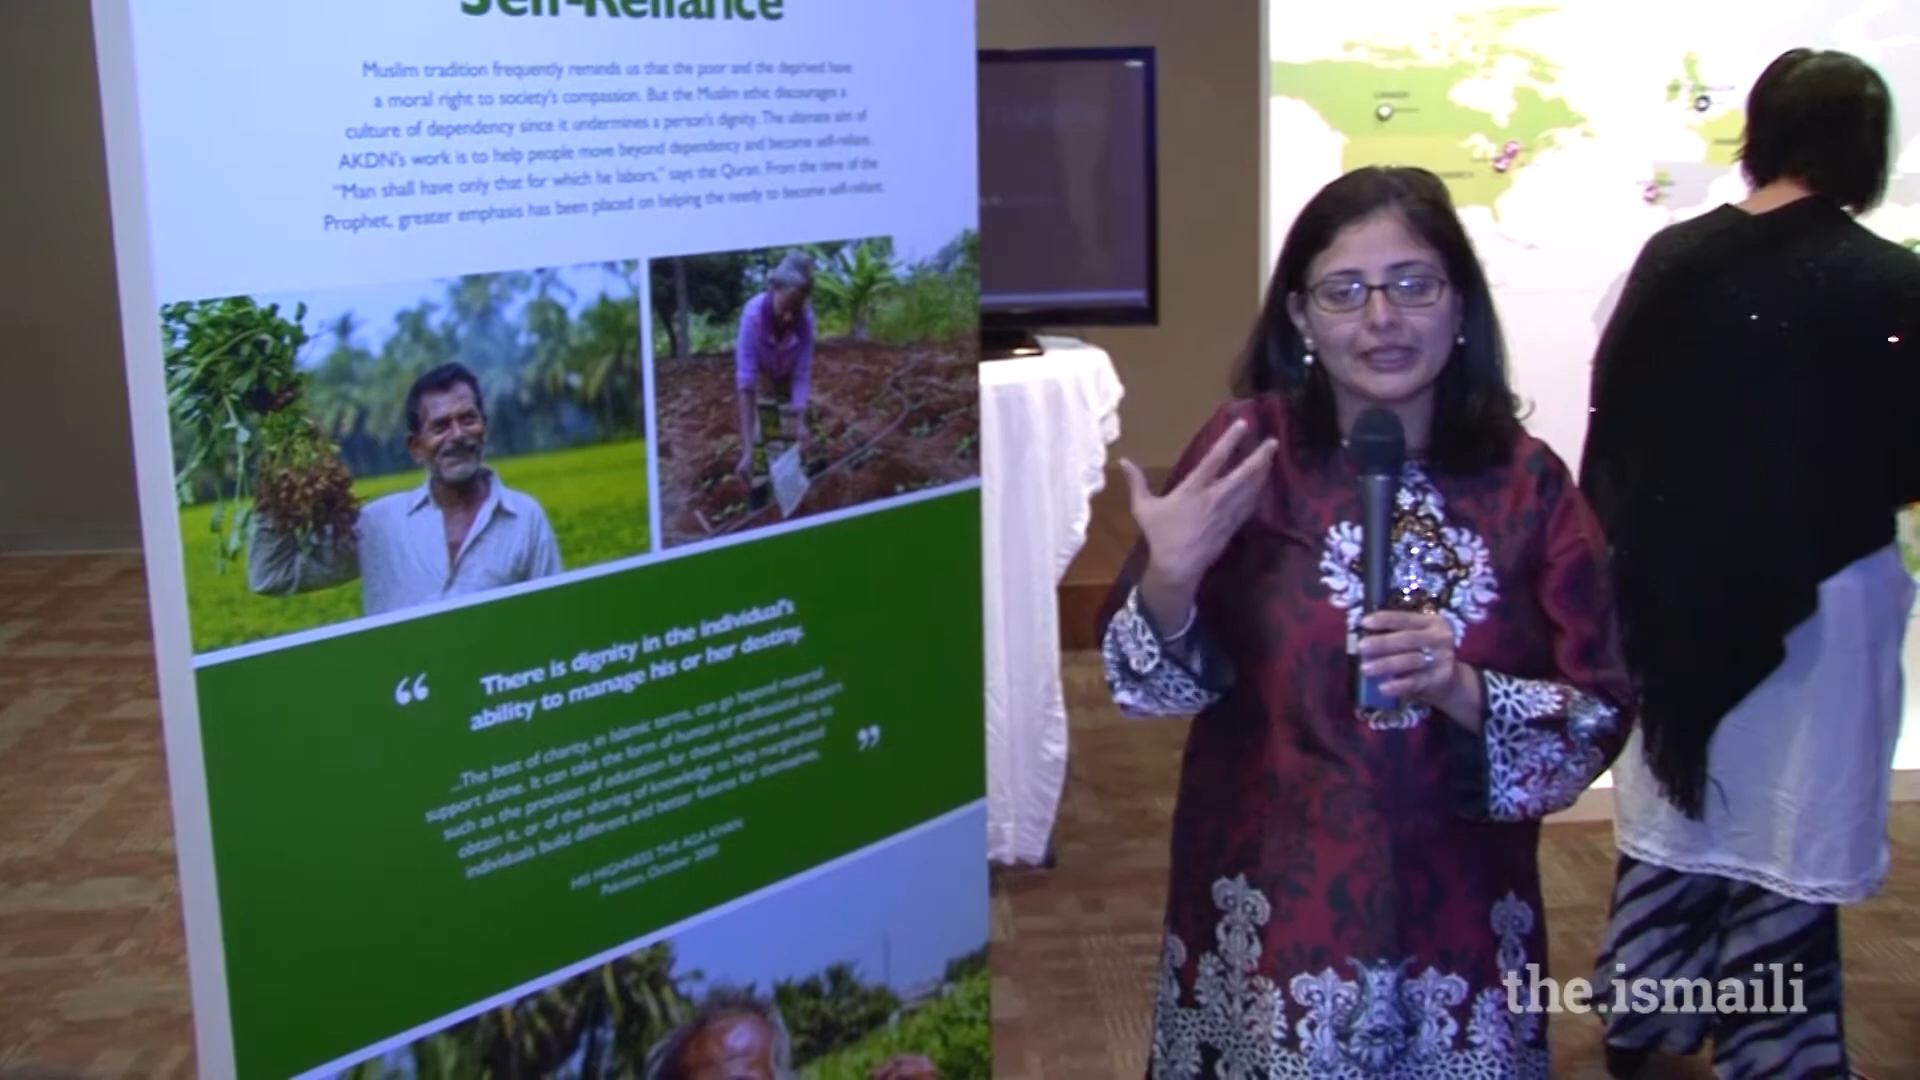 Self-Reliance
Muslim tradition frequently reminds us that the poor and the deprived have
a moral right to society's compassion. But the Muslim ethic discourages a
culture of dependency since it undermines a person's dignity. The ultimate aim of
AKDN's work is to help people move beyond dependency and become self-reliant.
"Man shall have only that for which he labors," says the Quran. From the time of the
Prophet, greater emphasis has been placed on helping the needy to become self-reliant.
“ There is dignity in the individual's
ability to manage his or her destiny.
...The best of charity, in Islamic terms, can go beyond material
support alone. It can take the form of human or professional support
such as the provision of education for those otherwise unable to
obtain it, or of the sharing of knowledge to help marginalized
individuals build different and better futures for themselves. ”
HIS HIGHNESS THE AGA KHAN
Pakistan, October
CANADA
the.ismaili